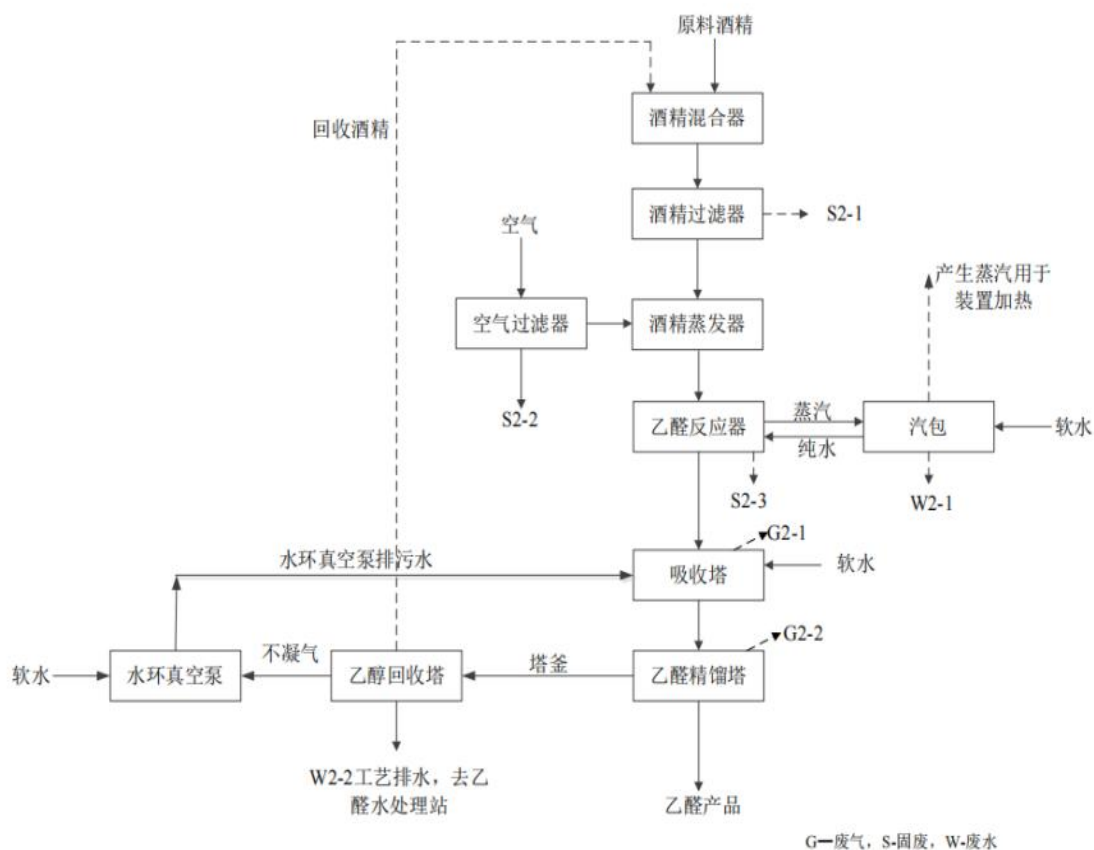 原料酒精
酒精混合器
回收酒精
酒精过滤器
S2-1
空气
产生蒸汽用于
装置加热
空气过滤器
酒精蒸发器
S2-2
乙醛反应器
蒸汽
纯水
汽包
软水
S2-3
W2-1
G2-1
水环真空泵排污水
吸收塔
软水
G2-2
软水
水环真空泵
不凝气
乙醇回收塔
塔釜
乙醛精馏塔
W2-2工艺排水，去乙
醛水处理站
乙醛产品
G—废气，S-固废，W-废水